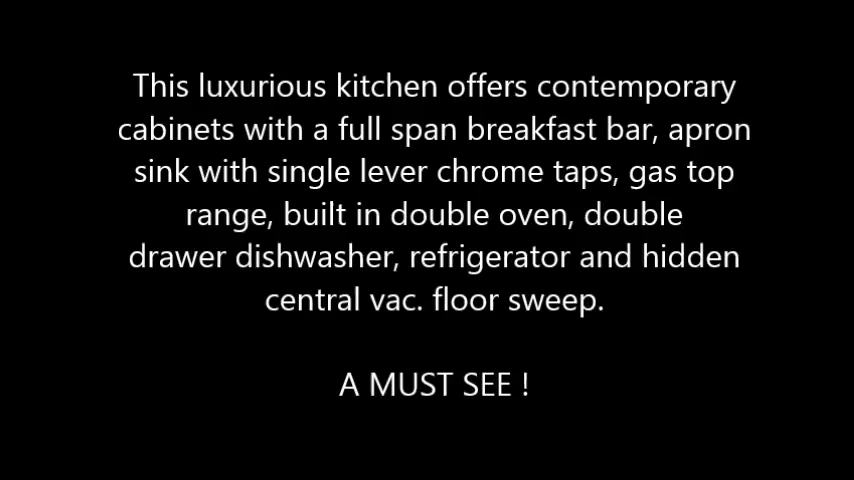 This luxurious kitchen offers contemporary
cabinets with a full span breakfast bar, apron
sink with single lever chrome taps, gas top
range, built in double oven, double
drawer dishwasher, refrigerator and hidden
central vac. floor sweep.
A MUST SEE !